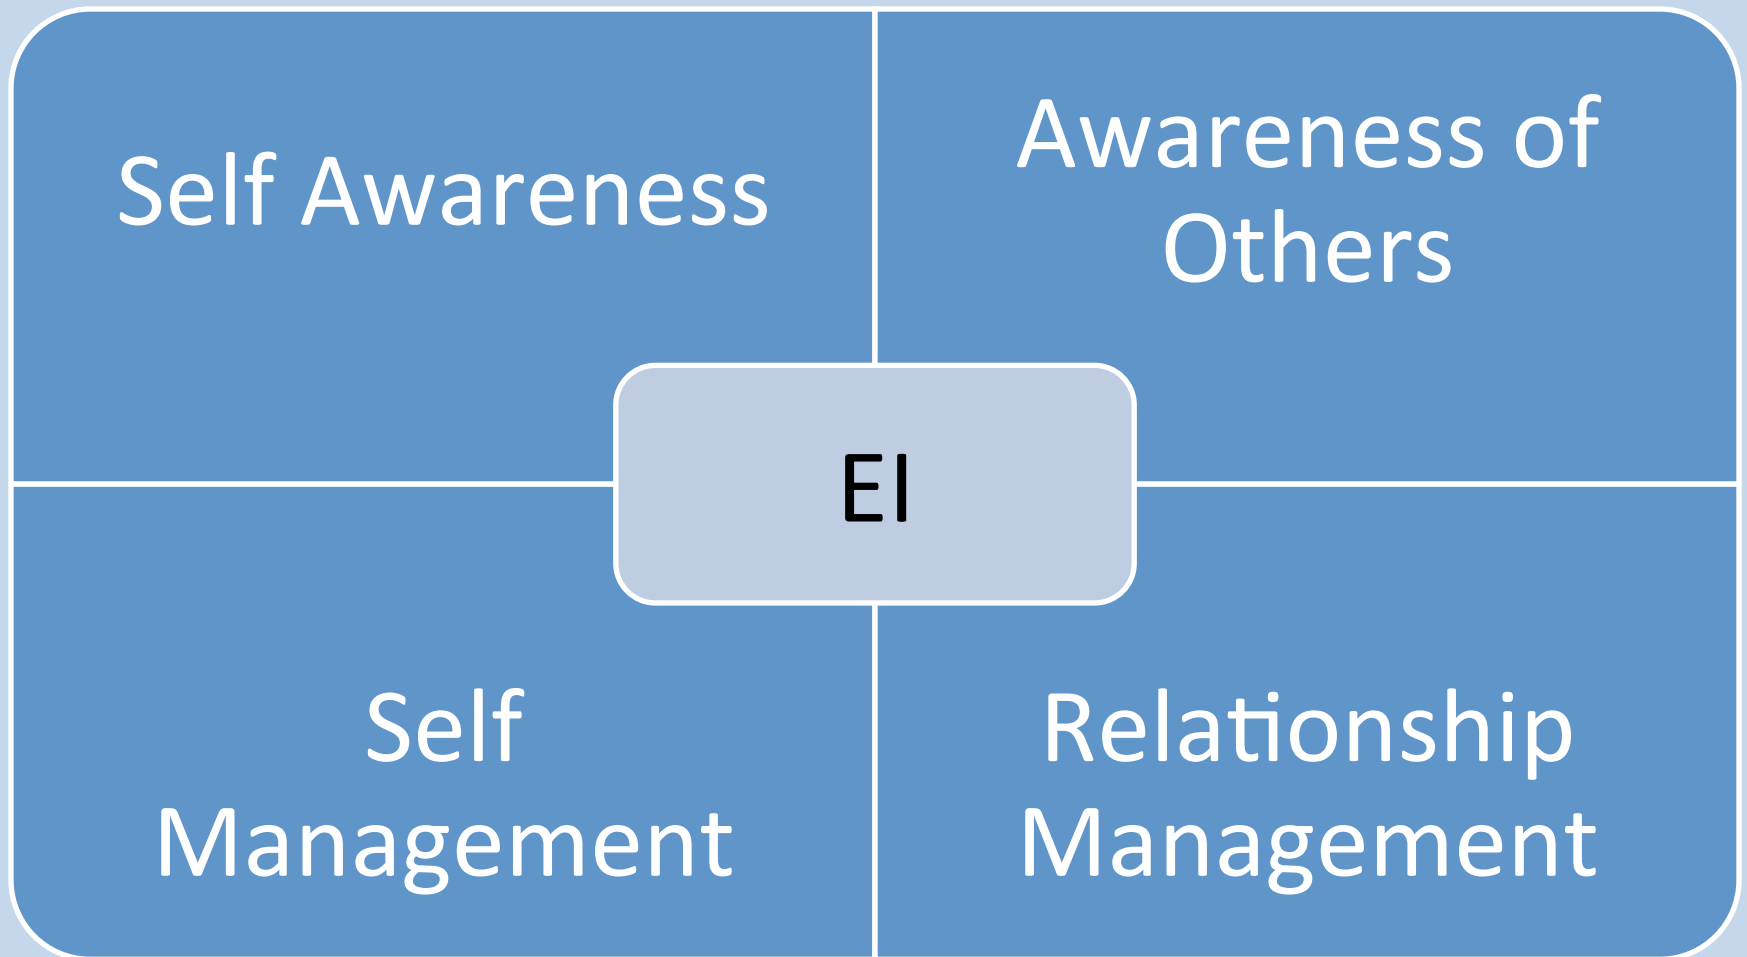 Self Awareness
Awareness of
Others
EI
Self
Management
Relationship
Management